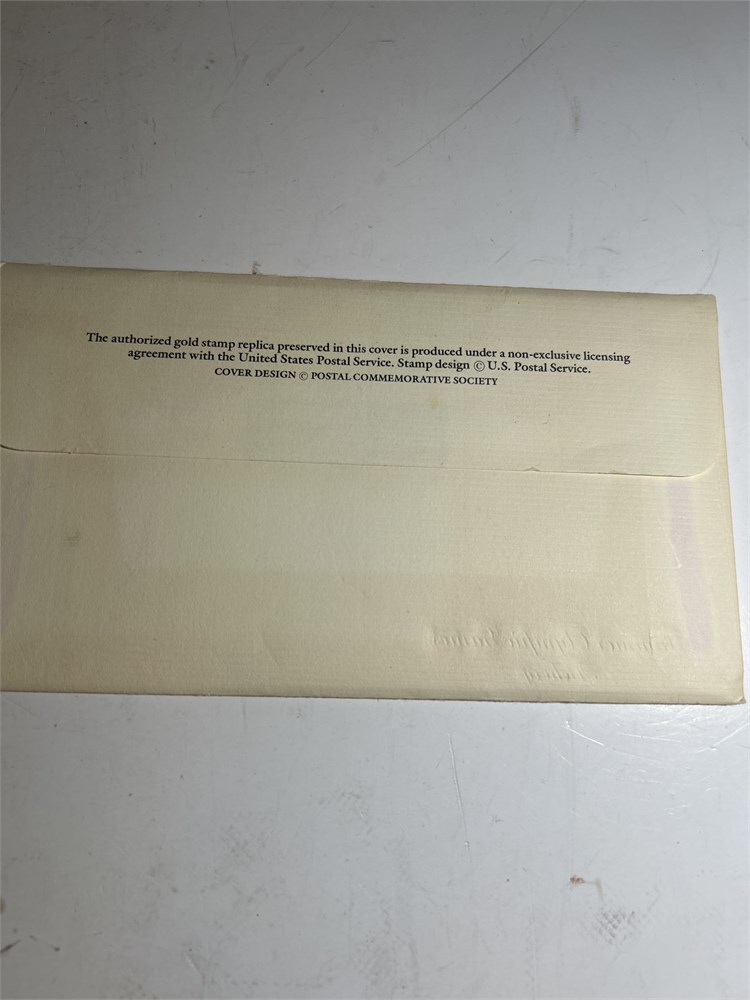 The authorized gold stamp replica preserved in this cover is produced under a non-exclusive licensing
agreement with the United States Postal Service. Stamp design © U.S. Postal Service.
COVER DESIGN © POSTAL COMMEMORATIVE SOCIETY